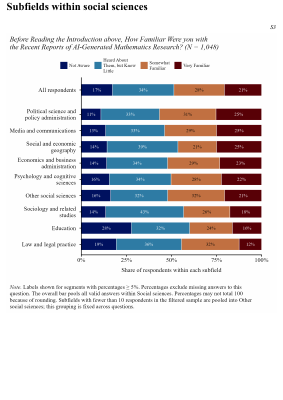 Subfields within social sciences
53
Before Reading the Introduction above, How Familiar Were you with
the Recent Reports of AI-Generated Mathematics Research? (N = 1,048)
Not Aware
Heard About
Them, but Know
Little
Somewhat
Familiar
Very Familiar
All respondents 17% 34% 28% 21%
Political science and
policy administration 11% 33% 31% 25%
Media and communications 13% 33% 29% 25%
Social and economic
geography 14% 39% 21% 25%
Economics and business
administration 14% 34% 29% 23%
Psychology and cognitive
sciences 16% 34% 28% 22%
Other social sciences 16% 32% 32% 21%
Sociology and related
studies 14% 43% 26% 18%
Education 28% 32% 24% 16%
Law and legal practice 19% 36% 32% 12%
0% 25% 50% 75% 100%
Share of respondents within each subfield
Note. Labels shown for segments with percentages ≥ 5%. Percentages exclude missing answers to this
question. The overall bar pools all valid answers within Social sciences. Percentages may not total 100
because of rounding. Subfields with fewer than 10 respondents in the filtered sample are pooled into Other
social sciences; this grouping is fixed across questions.